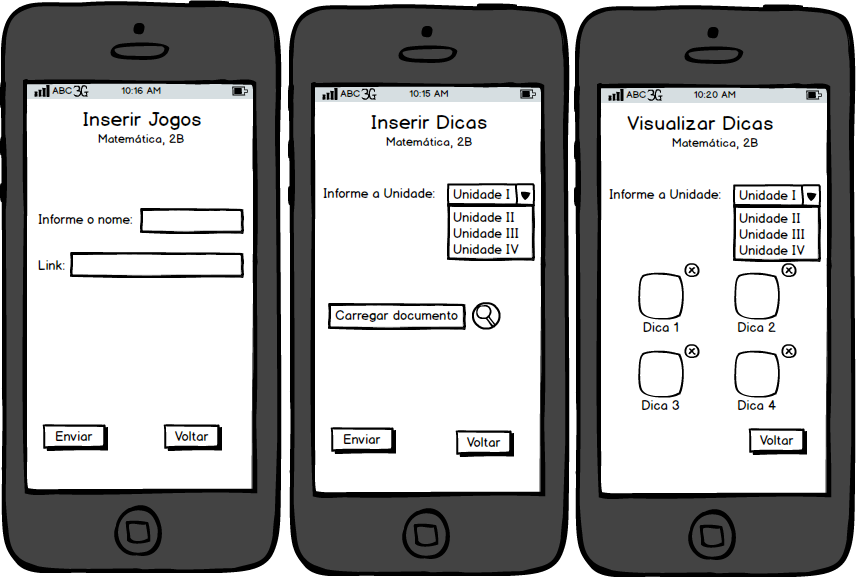 ABC 3G 10:16 AM
Inserir Jogos
Matemática, 2B
Informe o nome:
Link:
Enviar Voltar
ABC 3G 10:15 AM
Inserir Dicas
Matemática, 2B
Informe a Unidade: Unidade I
Unidade II
Unidade III
Unidade IV
Carregar documento
Enviar Voltar
ABC 3G 10:20 AM
Visualizar Dicas
Matemática, 2B
Informe a Unidade: Unidade I
Unidade II
Unidade III
Unidade IV
Dica 1 Dica 2
Dica 3 Dica 4
Voltar